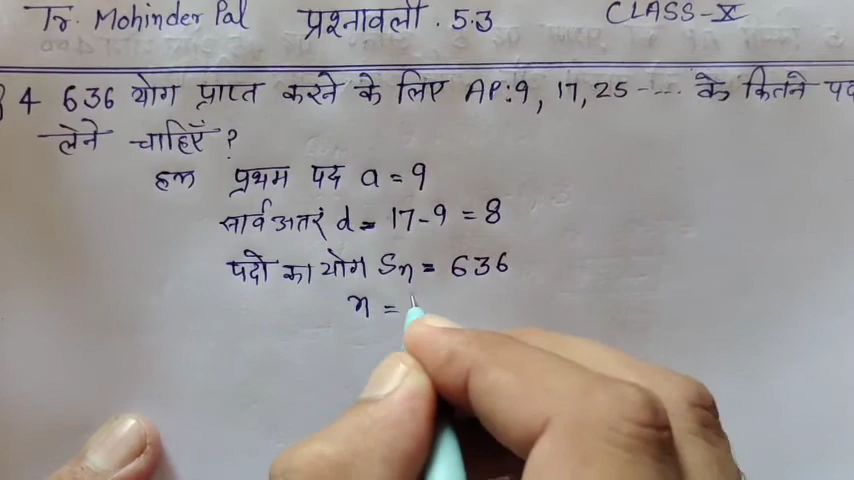 Tr. Mohinder Pal प्रश्नावली . 5.3 CLASS-X
4 636 योग प्राप्त करने के लिए AP: 9, 17, 25 - ... के कितने पद
लेने चाहिएँ ?
हल प्रथम पद a = 9
सार्व अतरं d = 17-9 = 8
पदो का योग Sn = 636
n =